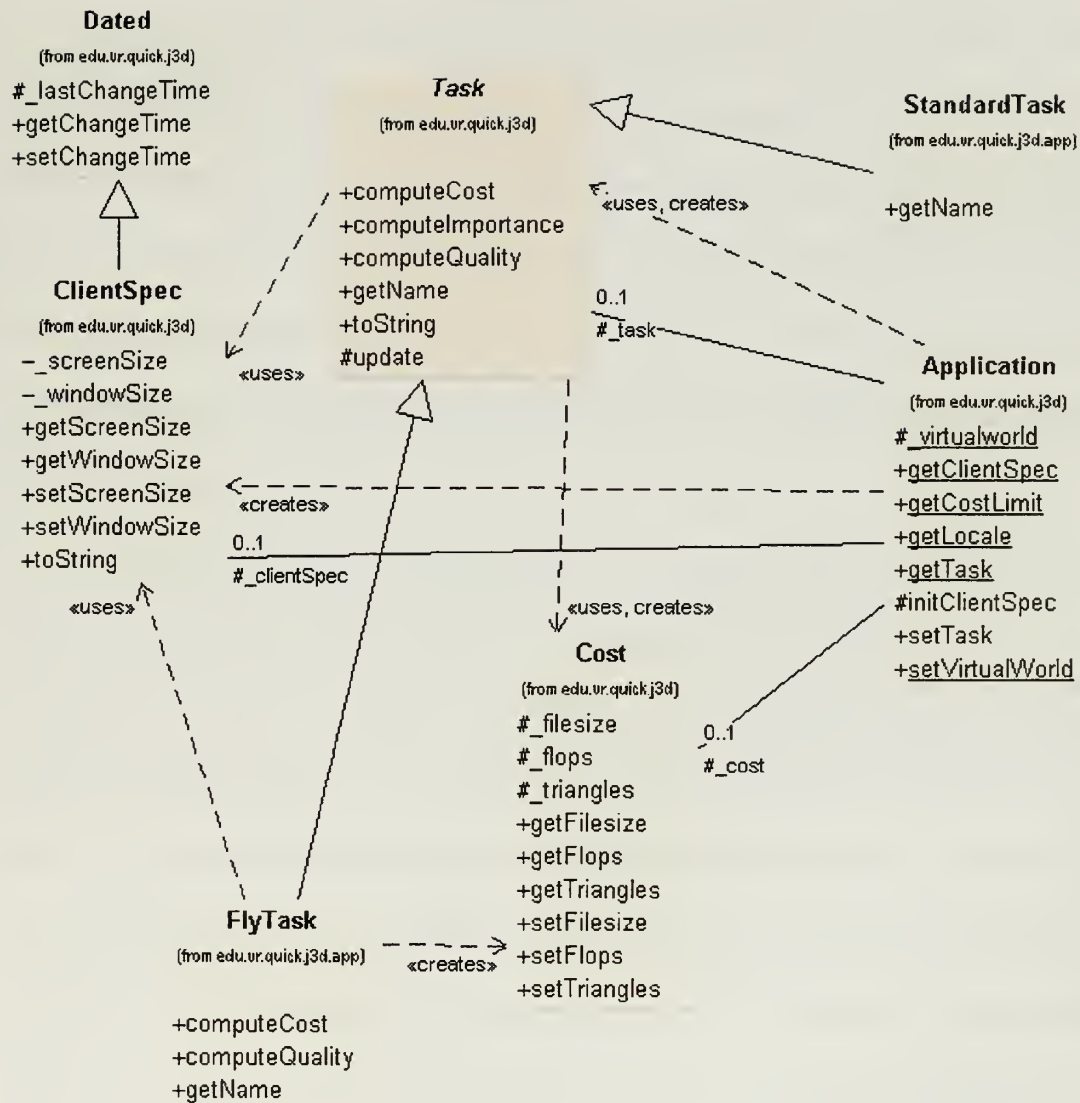 Dated
(from edu.vr.quick.j3d)
#_lastChangeTime
+getChangeTime
+setChangeTime
Task
(from edu.vr.quick.j3d)
+computeCost
+computeImportance
+computeQuality
+getName
+toString
#update
StandardTask
(from edu.vr.quick.j3d.app)
+getName
«uses, creates»
0..1
#_task
ClientSpec
(from edu.vr.quick.j3d)
–_screenSize
–_windowSize
+getScreenSize
+getWindowSize
+setScreenSize
+setWindowSize
+toString
«uses»
«creates»
0..1
#_clientSpec
Application
(from edu.vr.quick.j3d)
#_virtualworld
+getClientSpec
+getCostLimit
+getLocale
+getTask
#initClientSpec
+setTask
+setVirtualWorld
«uses»
«uses, creates»
Cost
(from edu.vr.quick.j3d)
#_filesize
#_flops
#_triangles
+getFilesize
+getFlops
+getTriangles
+setFilesize
+setFlops
+setTriangles
0..1
#_cost
FlyTask
(from edu.vr.quick.j3d.app)
+computeCost
+computeQuality
+getName
«creates»